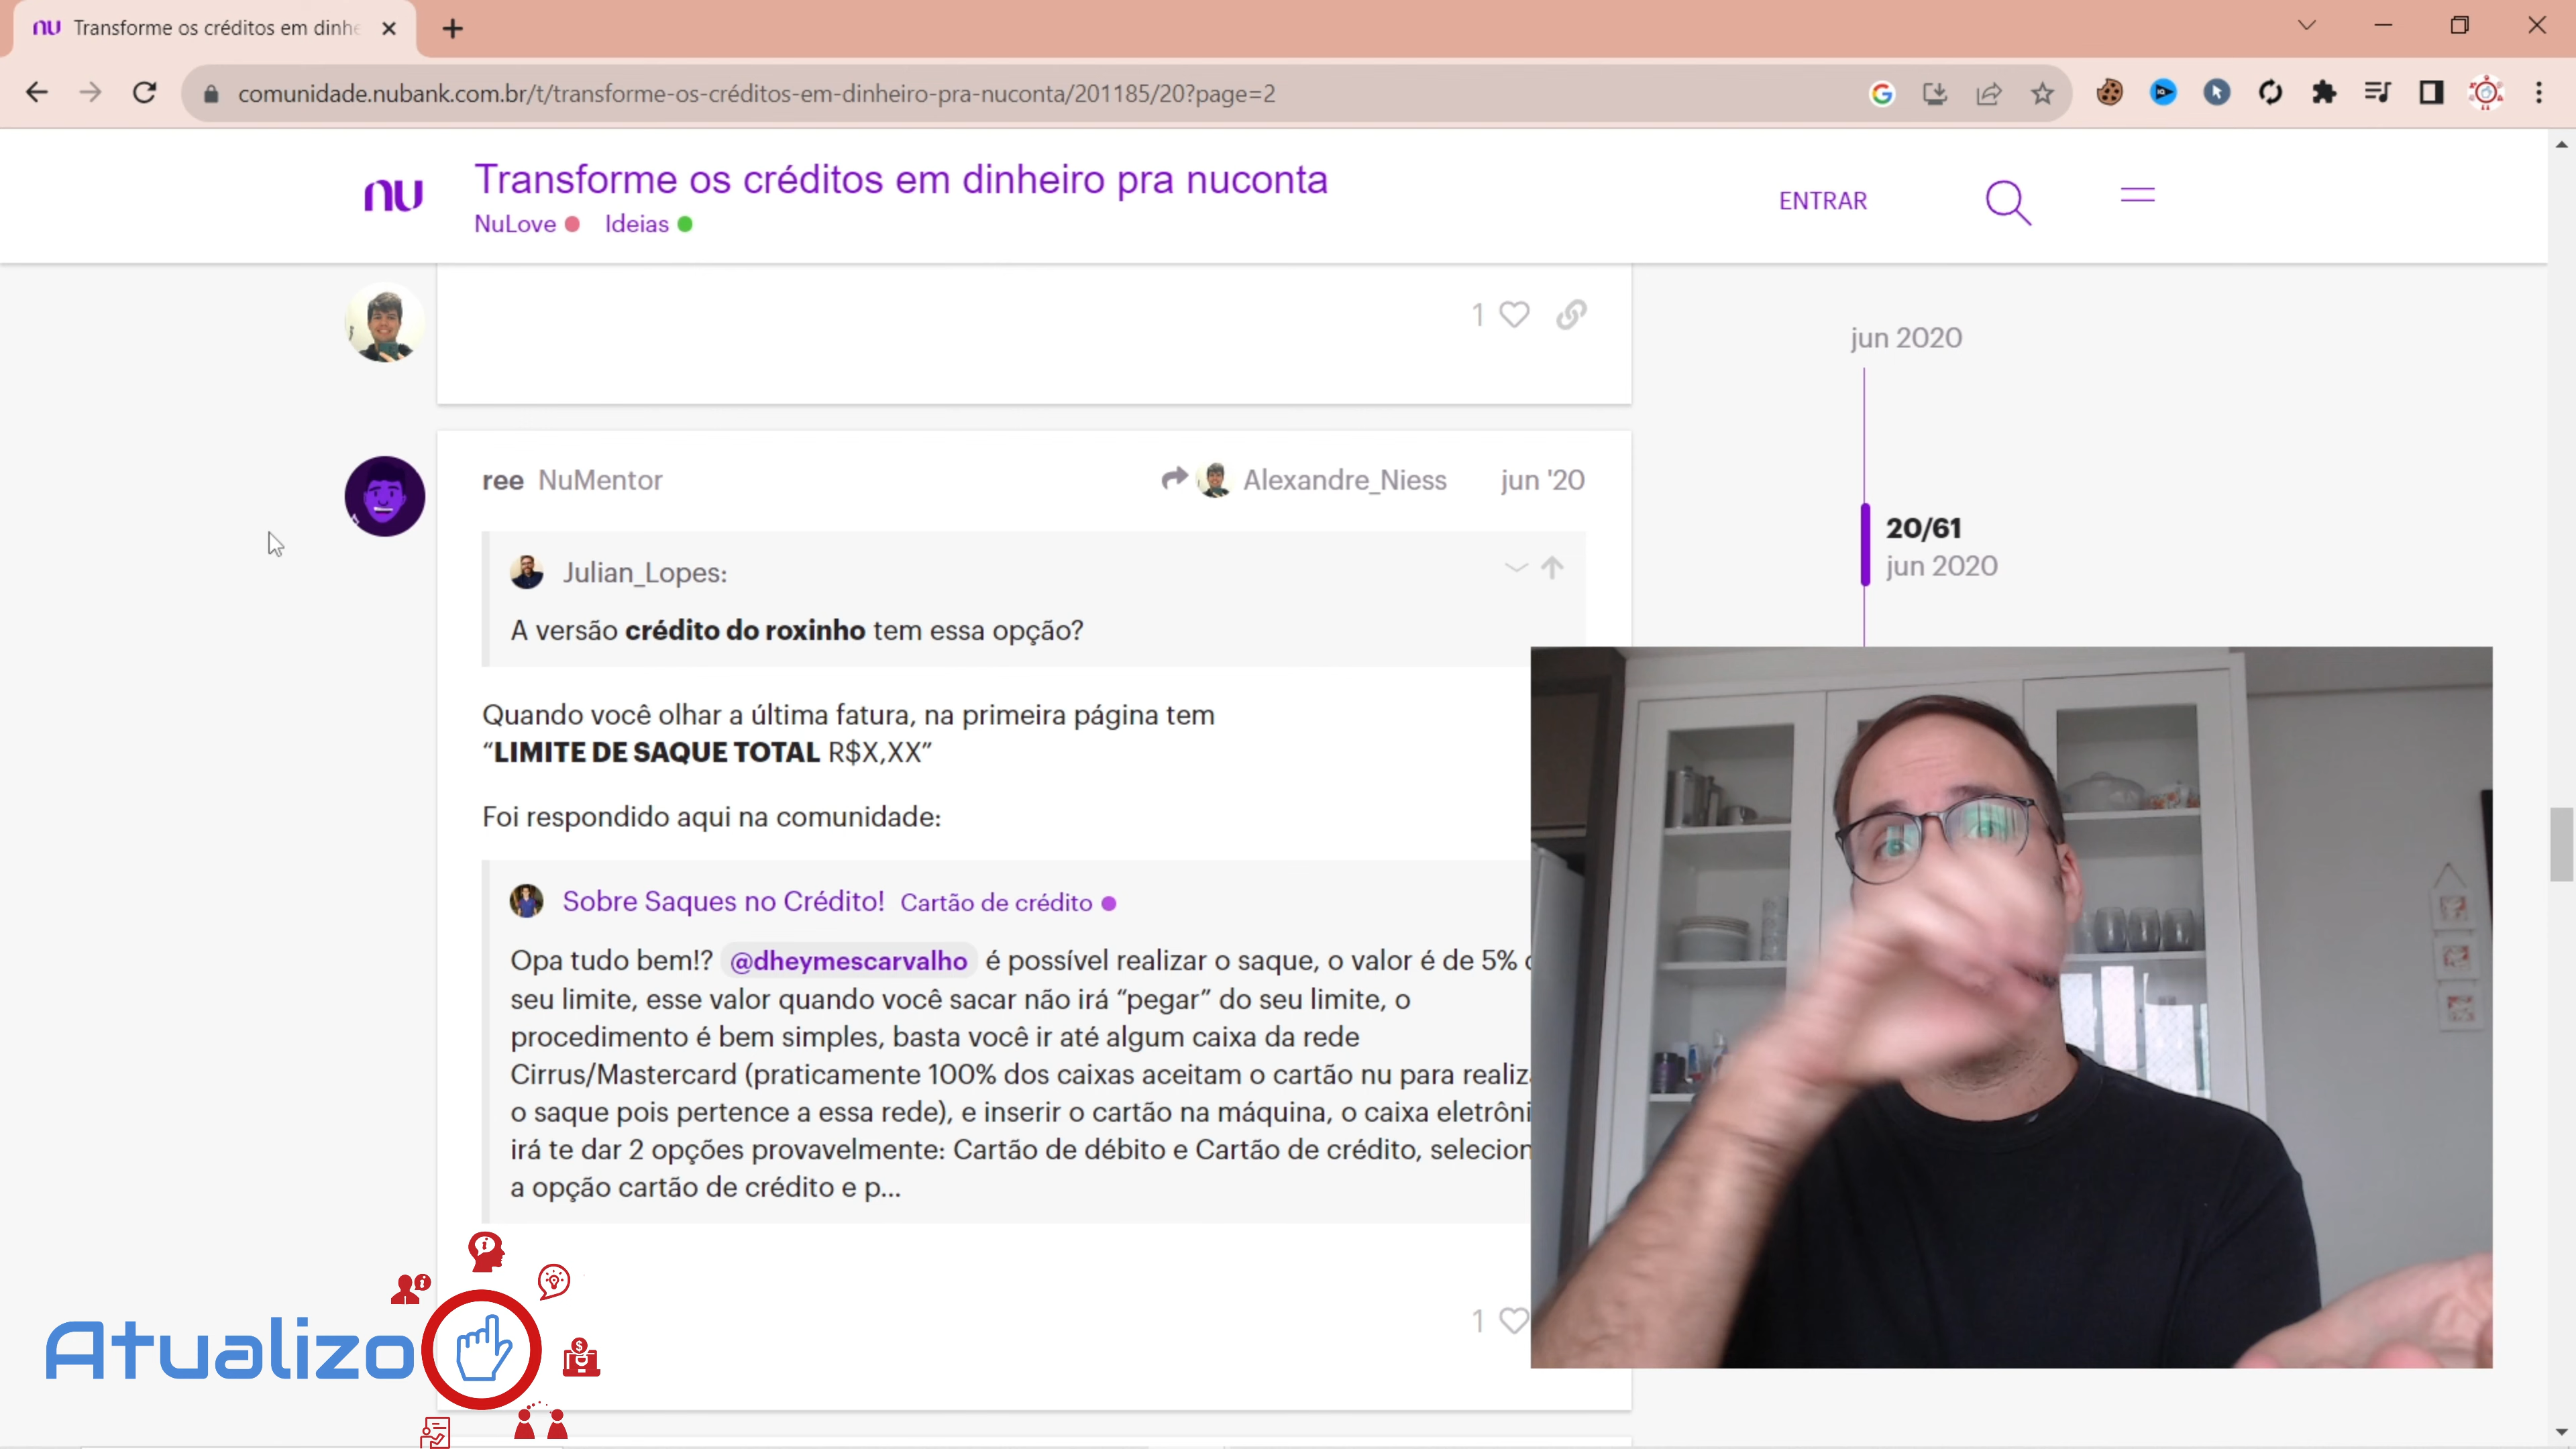 nu Transforme os créditos em dinhe
comunidade.nubank.com.br/t/transforme-os-créditos-em-dinheiro-pra-nuconta/201185/20?page=2
nu
Transforme os créditos em dinheiro pra nuconta
NuLove Ideias
ENTRAR
1
jun 2020
ree NuMentor
Alexandre_Niess jun '20
20/61
jun 2020
Julian_Lopes:
A versão crédito do roxinho tem essa opção?
Quando você olhar a última fatura, na primeira página tem
“LIMITE DE SAQUE TOTAL R$X,XX”
Foi respondido aqui na comunidade:
Sobre Saques no Crédito! Cartão de crédito
Opa tudo bem!? @dheymescarvalho é possível realizar o saque, o valor é de 5%
seu limite, esse valor quando você sacar não irá “pegar” do seu limite, o
procedimento é bem simples, basta você ir até algum caixa da rede
Cirrus/Mastercard (praticamente 100% dos caixas aceitam o cartão nu para realiz
o saque pois pertence a essa rede), e inserir o cartão na máquina, o caixa eletrôni
irá te dar 2 opções provavelmente: Cartão de débito e Cartão de crédito, selecion
a opção cartão de crédito e p...
1
Atualizo